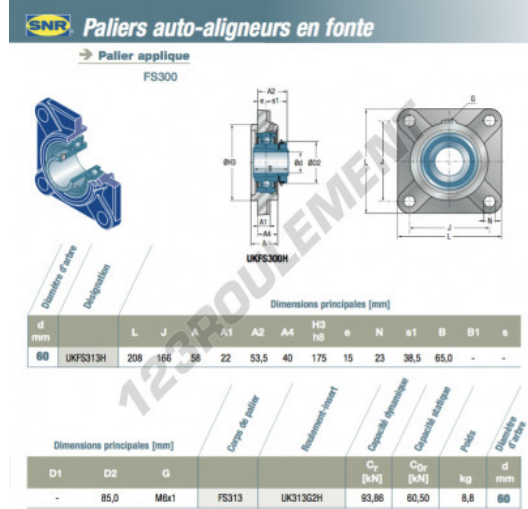 SNR Paliers auto-aligneurs en fonte
Palier applique
FS300
A2
e s1
ØH3
B
Ød
ØD2
A1
A4
A
UKFS300H
G
L
J
N
J
L
Diamètre d'arbre
Désignation
Dimensions principales [mm]
d mm L J A A1 A2 A4 H3 h8 e N s1 B B1 s
60 UKFS313H 208 166 58 22 53,5 40 175 15 23 38,5 65,0 - -
Dimensions principales [mm]
Corps de palier
Roulement-insert
Capacité dynamique
Capacité statique
Poids
Diamètre d'arbre
D1 D2 G Cr [kN] C0r [kN] kg d mm
- 85,0 M6x1 FS313 UK313G2H 93,86 60,50 8,8 60
123ROULEMENT